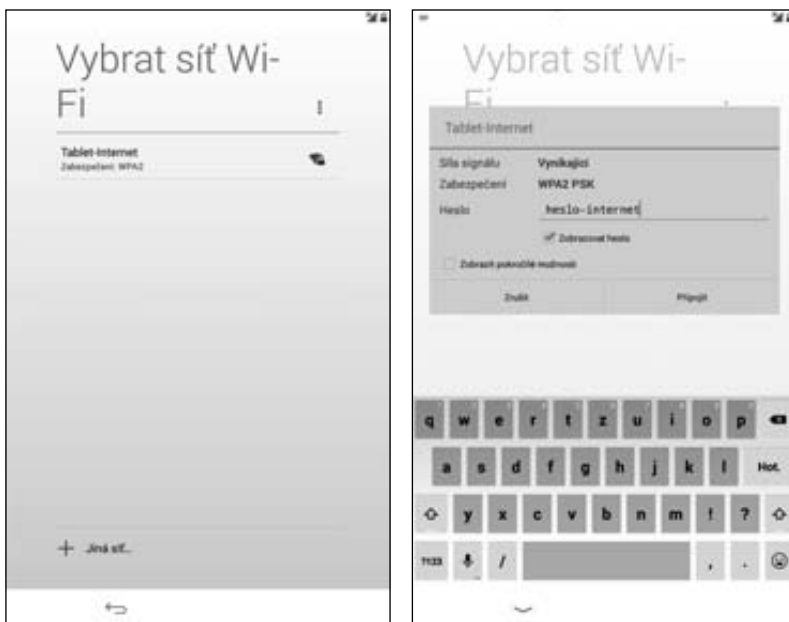 Vybrat síť Wi-
Fi
Tablet-Internet
Zabezpečení: WPA2
Jiná síť...
Vybrat síť Wi-
Fi
Tablet-Internet
Síla signálu Vynikající
Zabezpečení WPA2 PSK
Heslo heslo-internet
Zobrazovat heslo
Zobrazit pokročilé možnosti
Zrušit Připojit
q w e r t z u i o p
a s d f g h j k l Hot.
y x c v b n m ! ?
?123 / , .